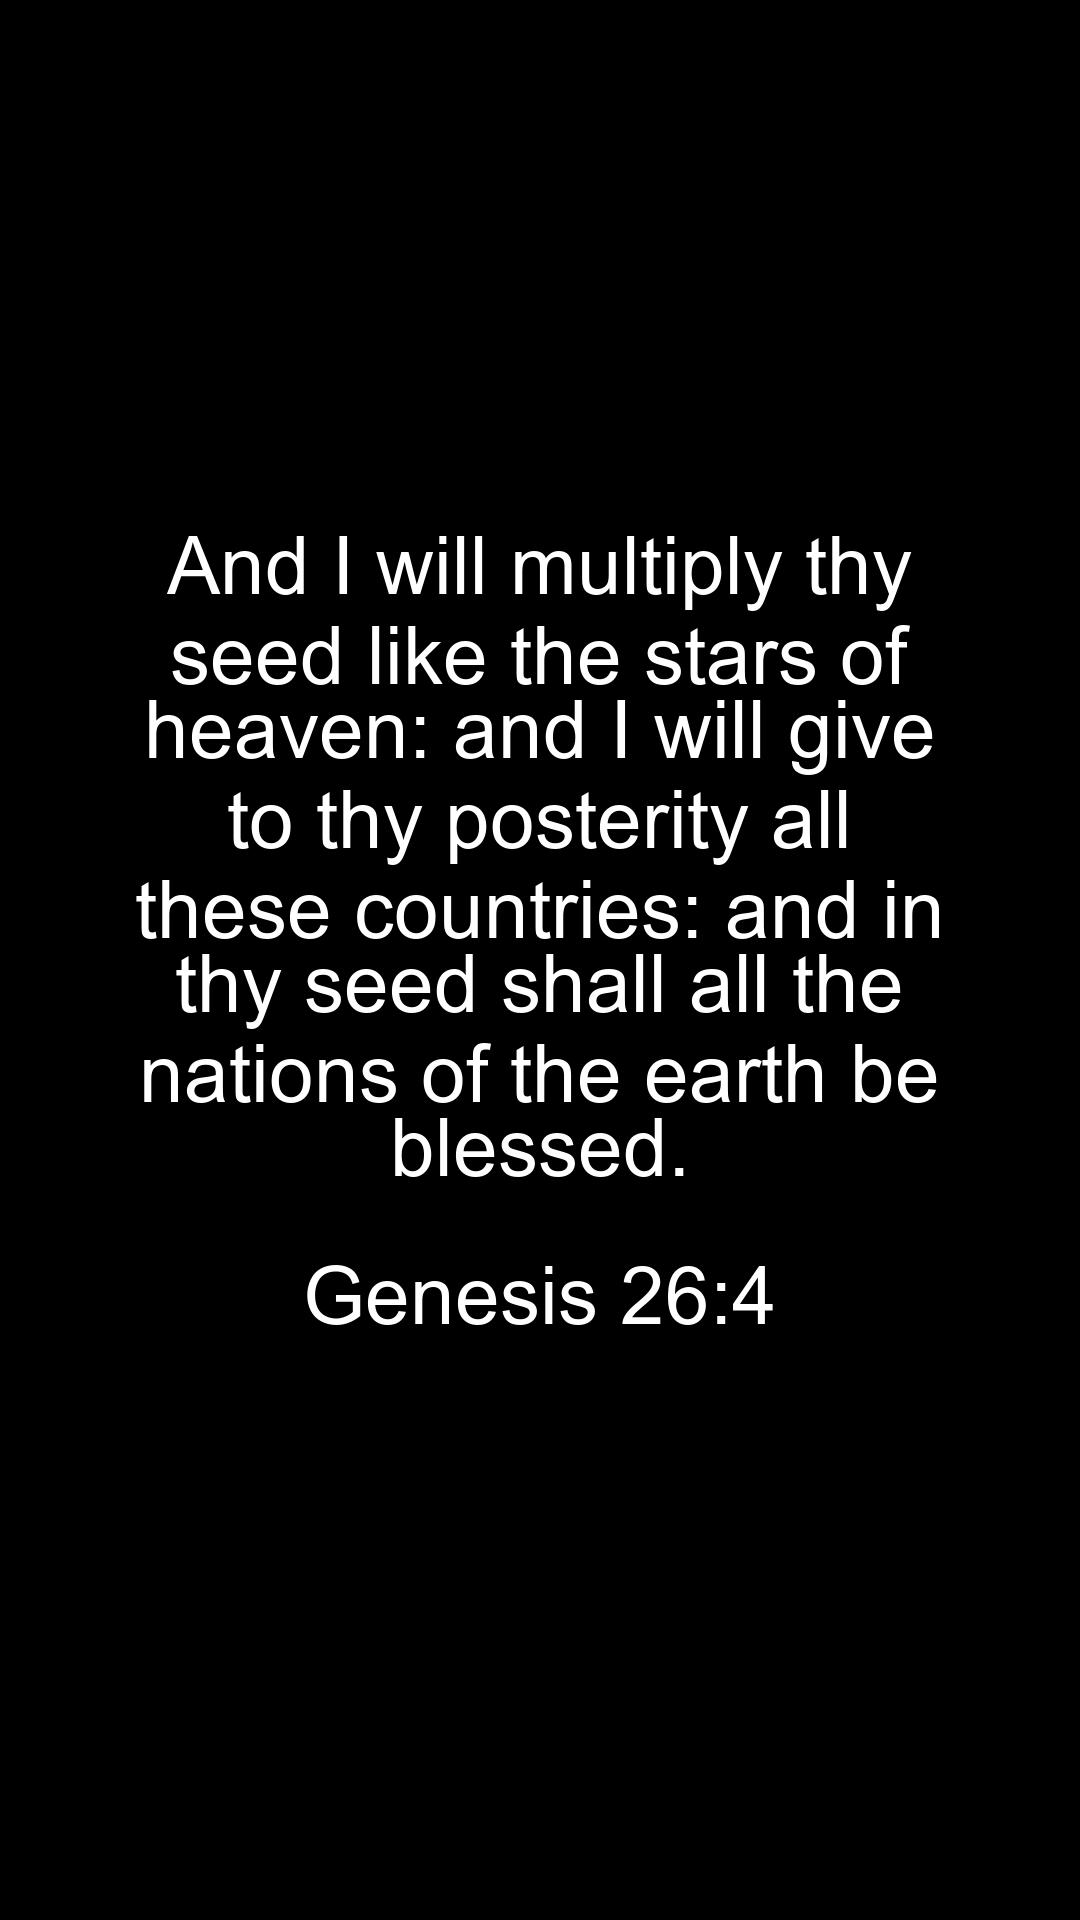 And I will multiply thy
seed like the stars of
heaven: and I will give
to thy posterity all
these countries: and in
thy seed shall all the
nations of the earth be
blessed.
Genesis 26:4